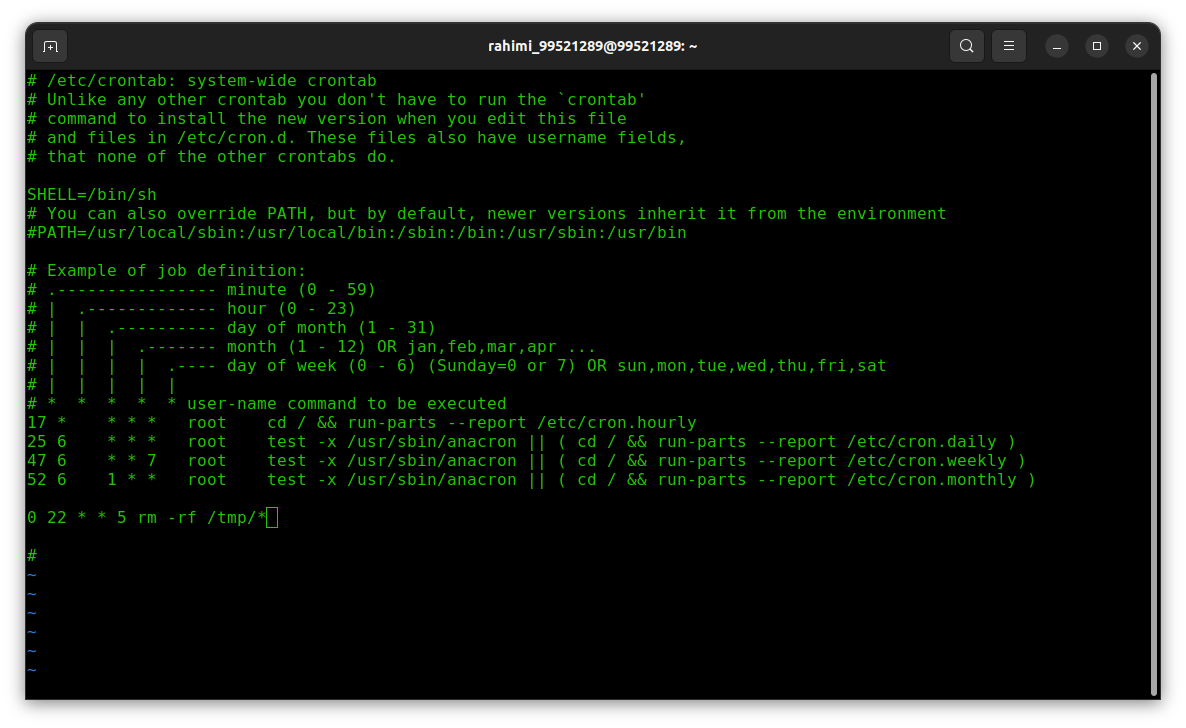 rahimi_99521289@99521289: ~
# /etc/crontab: system-wide crontab
# Unlike any other crontab you don't have to run the `crontab'
# command to install the new version when you edit this file
# and files in /etc/cron.d. These files also have username fields,
# that none of the other crontabs do.
SHELL=/bin/sh
# You can also override PATH, but by default, newer versions inherit it from the environment
#PATH=/usr/local/sbin:/usr/local/bin:/sbin:/bin:/usr/sbin:/usr/bin
# Example of job definition:
# .---------------- minute (0 - 59)
# |  .------------- hour (0 - 23)
# |  |  .---------- day of month (1 - 31)
# |  |  |  .------- month (1 - 12) OR jan,feb,mar,apr ...
# |  |  |  |  .---- day of week (0 - 6) (Sunday=0 or 7) OR sun,mon,tue,wed,thu,fri,sat
# |  |  |  |  |
# *  *  *  *  * user-name command to be executed
17 *    * * *   root    cd / && run-parts --report /etc/cron.hourly
25 6    * * *   root    test -x /usr/sbin/anacron || ( cd / && run-parts --report /etc/cron.daily )
47 6    * * 7   root    test -x /usr/sbin/anacron || ( cd / && run-parts --report /etc/cron.weekly )
52 6    1 * *   root    test -x /usr/sbin/anacron || ( cd / && run-parts --report /etc/cron.monthly )
0 22 * * 5 rm -rf /tmp/*
#
~
~
~
~
~
~